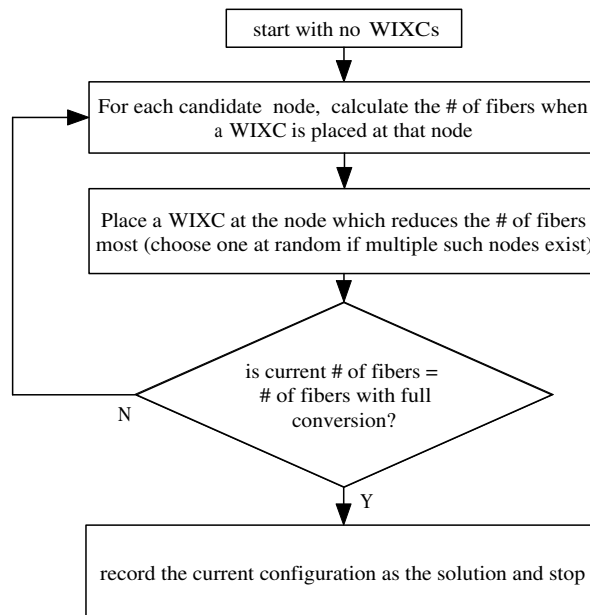 start with no WIXCs
For each candidate node, calculate the # of fibers when
a WIXC is placed at that node
Place a WIXC at the node which reduces the # of fibers
most (choose one at random if multiple such nodes exist)
is current # of fibers =
# of fibers with full
conversion?
N
Y
record the current configuration as the solution and stop